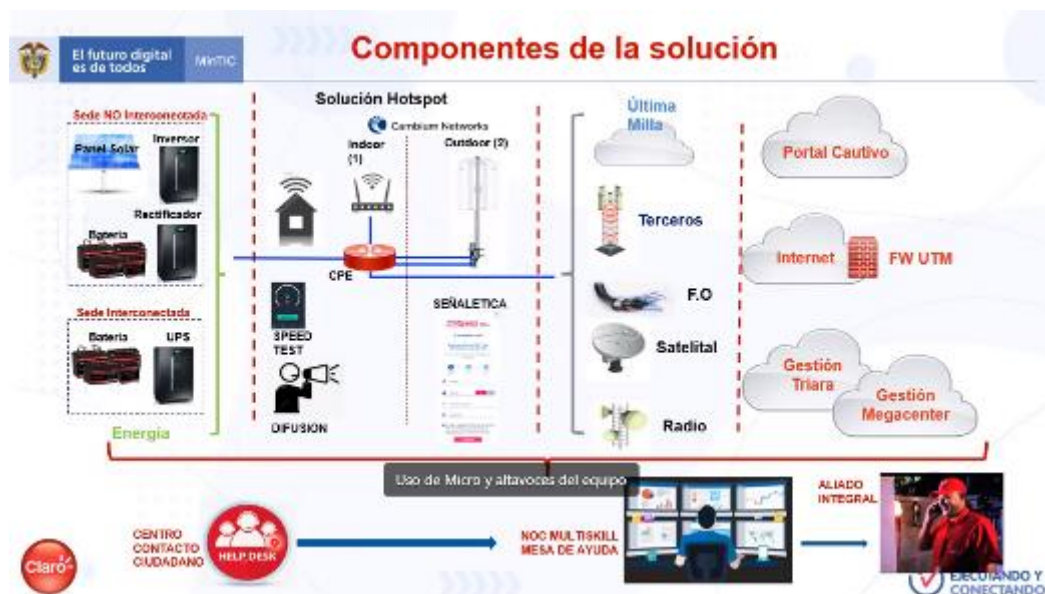 El futuro digital
es de todos
MinTIC
Componentes de la solución
Sede NO Interconectada
Panel Solar
Inversor
Rectificador
Batería
Sede Interconectada
Batería
UPS
Energía
Solución Hotspot
Cambium Networks
Indoor
(1)
Outdoor (2)
CPE
SPEED
TEST
DIFUSION
SEÑALETICA
Última
Milla
Terceros
F.O
Satelital
Radio
Portal Cautivo
Internet
FW UTM
Gestión
Triara
Gestión
Megacenter
Uso de Micro y altavoces del equipo
CENTRO
CONTACTO
CIUDADANO
HELP DESK
NOC MULTISKILL
MESA DE AYUDA
ALIADO
INTEGRAL
Claro
EJECUTANDO Y
CONECTANDO